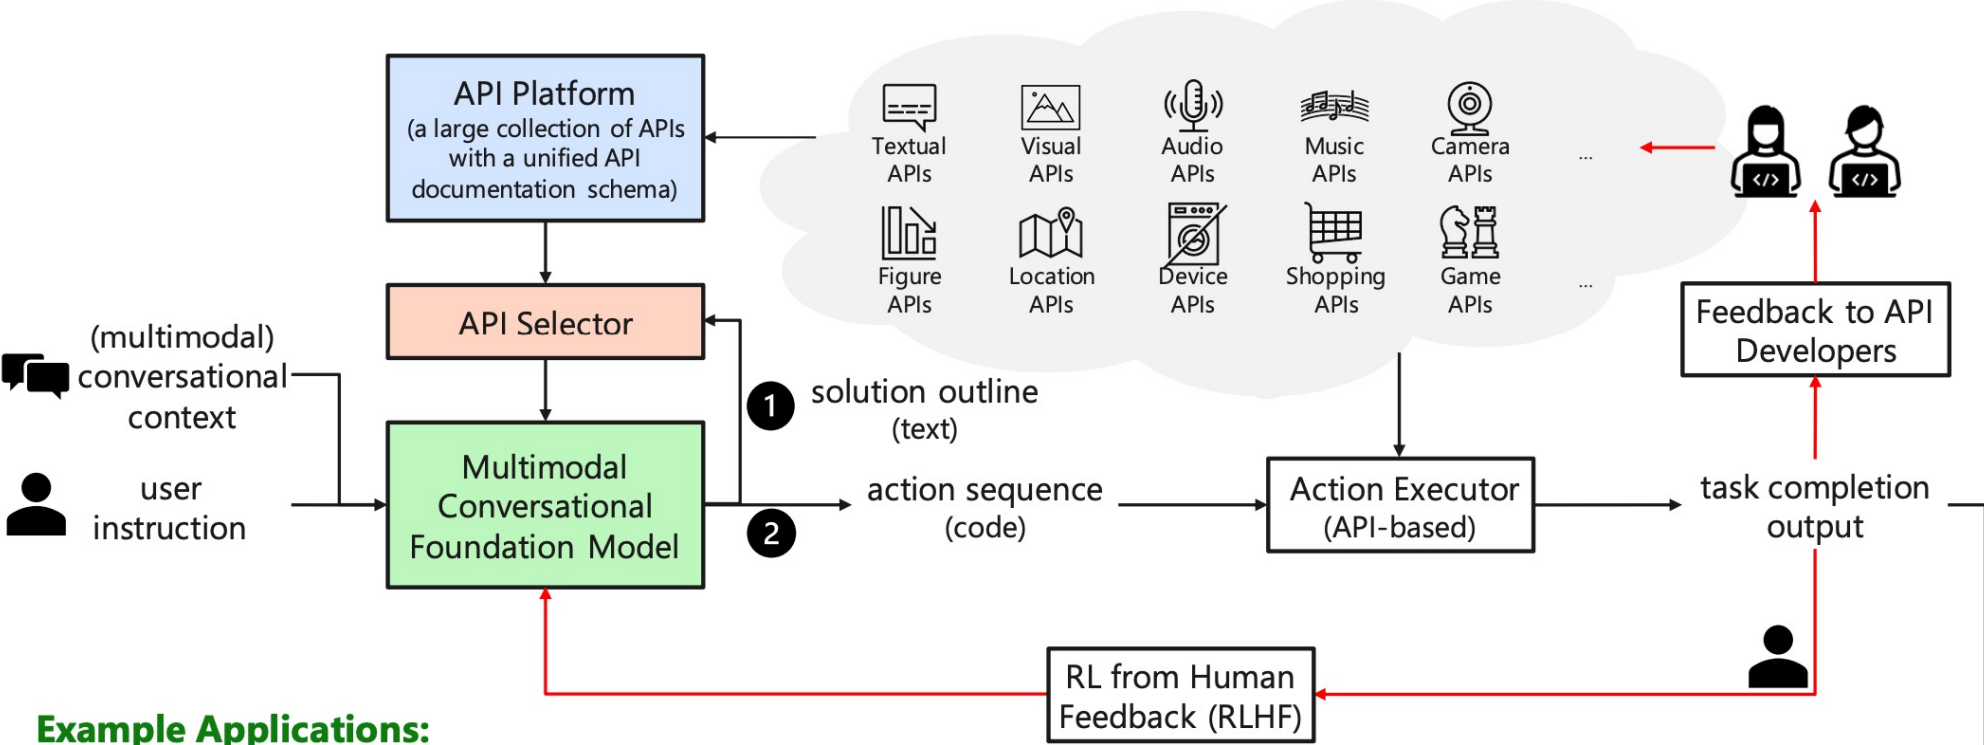 API Platform
(a large collection of APIs
with a unified API
documentation schema)
Textual
APIs
Visual
APIs
Audio
APIs
Music
APIs
Camera
APIs
...
</>
</>
Figure
APIs
Location
APIs
Device
APIs
Shopping
APIs
Game
APIs
...
API Selector
Feedback to API
Developers
(multimodal)
conversational
context
1
solution outline
(text)
user
instruction
Multimodal
Conversational
Foundation Model
2
action sequence
(code)
Action Executor
(API-based)
task completion
output
RL from Human
Feedback (RLHF)
Example Applications: